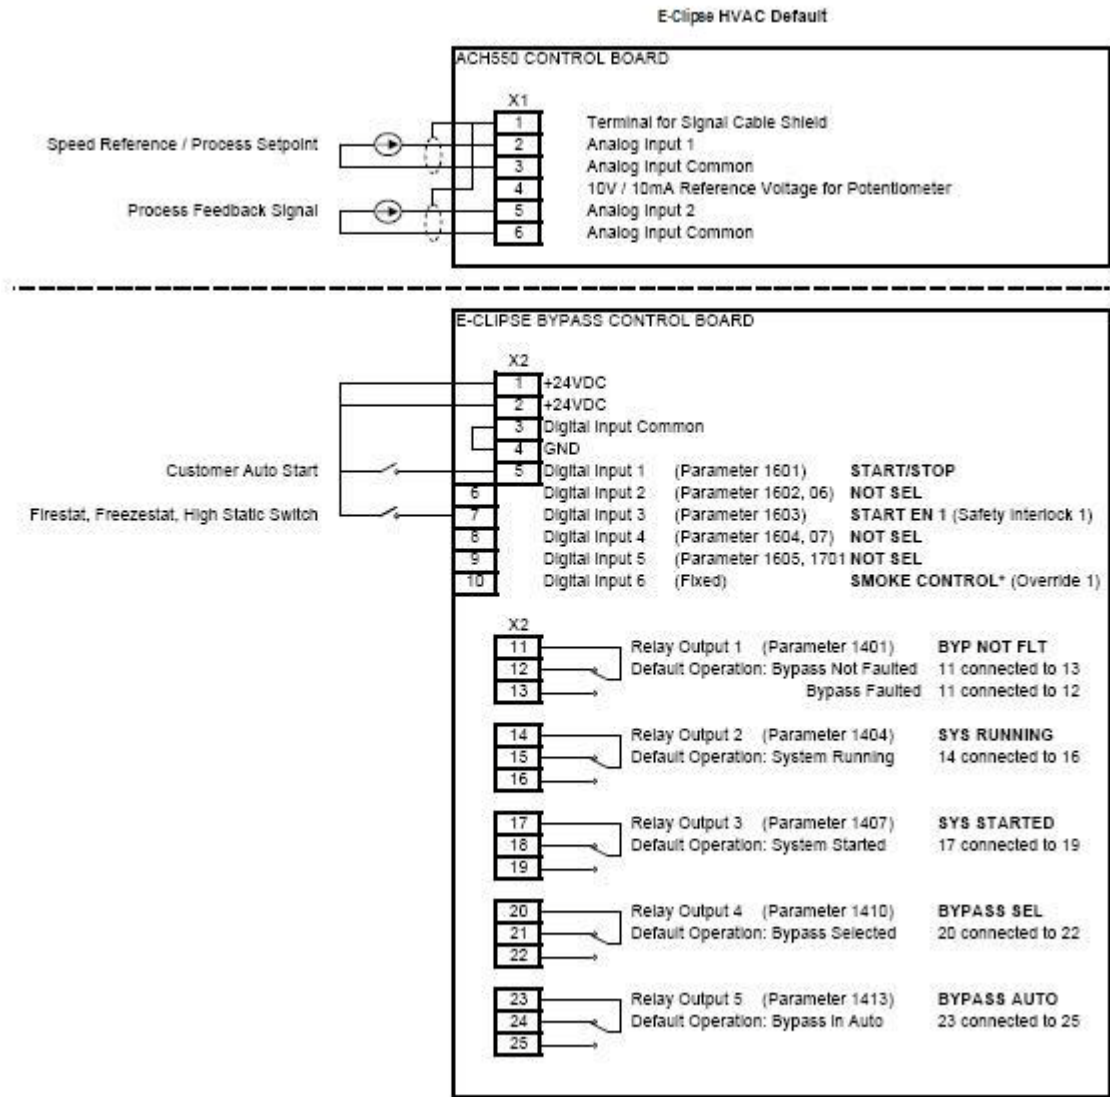 E-Clipse HVAC Default
ACH550 CONTROL BOARD
X1
1 Terminal for Signal Cable Shield
Speed Reference / Process Setpoint 2 Analog Input 1
3 Analog Input Common
4 10V / 10mA Reference Voltage for Potentiometer
Process Feedback Signal 5 Analog Input 2
6 Analog Input Common
E-CLIPSE BYPASS CONTROL BOARD
X2
1 +24VDC
2 +24VDC
3 Digital Input Common
4 GND
Customer Auto Start 5 Digital Input 1 (Parameter 1601) START/STOP
6 Digital Input 2 (Parameter 1602, 06) NOT SEL
Firestat, Freezestat, High Static Switch 7 Digital Input 3 (Parameter 1603) START EN 1 (Safety Interlock 1)
8 Digital Input 4 (Parameter 1604, 07) NOT SEL
9 Digital Input 5 (Parameter 1605, 1701 NOT SEL
10 Digital Input 6 (Fixed) SMOKE CONTROL* (Override 1)
X2
11 Relay Output 1 (Parameter 1401) BYP NOT FLT
12 Default Operation: Bypass Not Faulted 11 connected to 13
13 Bypass Faulted 11 connected to 12
14 Relay Output 2 (Parameter 1404) SYS RUNNING
15 Default Operation: System Running 14 connected to 16
16
17 Relay Output 3 (Parameter 1407) SYS STARTED
18 Default Operation: System Started 17 connected to 19
19
20 Relay Output 4 (Parameter 1410) BYPASS SEL
21 Default Operation: Bypass Selected 20 connected to 22
22
23 Relay Output 5 (Parameter 1413) BYPASS AUTO
24 Default Operation: Bypass In Auto 23 connected to 25
25